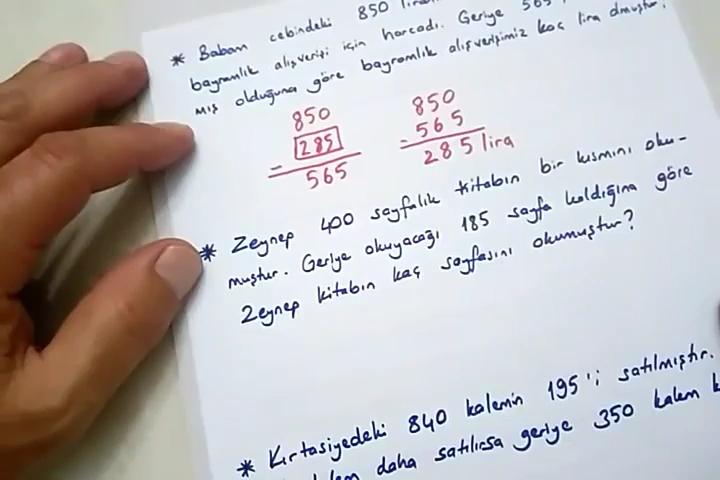 * Babam cebindeki 850
bayramlık alışverişi için harcadı. Geriye 565
mış olduğuna göre bayramlık alışverişimiz kaç lira olmuştur?
850 850
285 565
- 565 = 285 lira
* Zeynep 400 sayfalık kitabın bir kısmını oku-
muştur. Geriye okuyacağı 185 sayfa kaldığına göre
Zeynep kitabın kaç sayfasını okumuştur?
* Kırtasiyedeki 840 kalemin 195'i satılmıştır.
daha satılırsa geriye 350 kalem